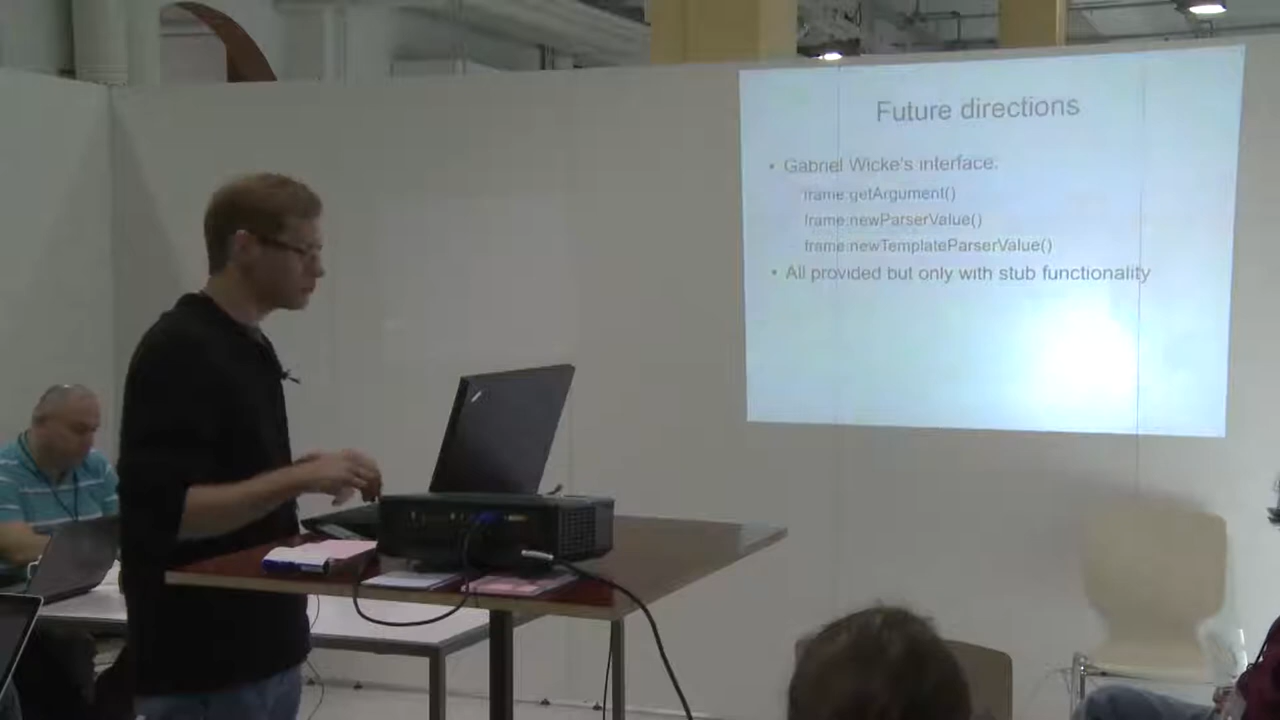 Future directions
• Gabriel Wicke's interface:
frame:getArgument()
frame:newParserValue()
frame:newTemplateParserValue()
• All provided but only with stub functionality